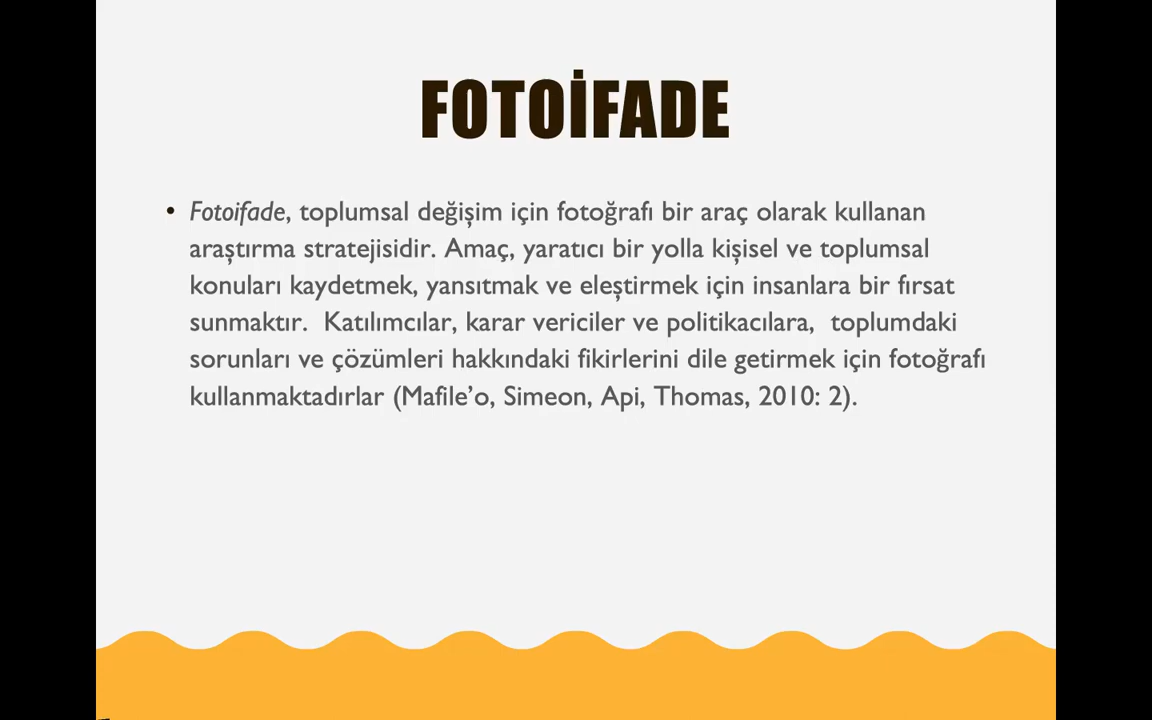 FOTOİFADE
• Fotoifade, toplumsal değişim için fotoğrafı bir araç olarak kullanan
araştırma stratejisidir. Amaç, yaratıcı bir yolla kişisel ve toplumsal
konuları kaydetmek, yansıtmak ve eleştirmek için insanlara bir fırsat
sunmaktır.  Katılımcılar, karar vericiler ve politikacılara,  toplumdaki
sorunları ve çözümleri hakkındaki fikirlerini dile getirmek için fotoğrafı
kullanmaktadırlar (Mafile’o, Simeon, Api, Thomas, 2010: 2).